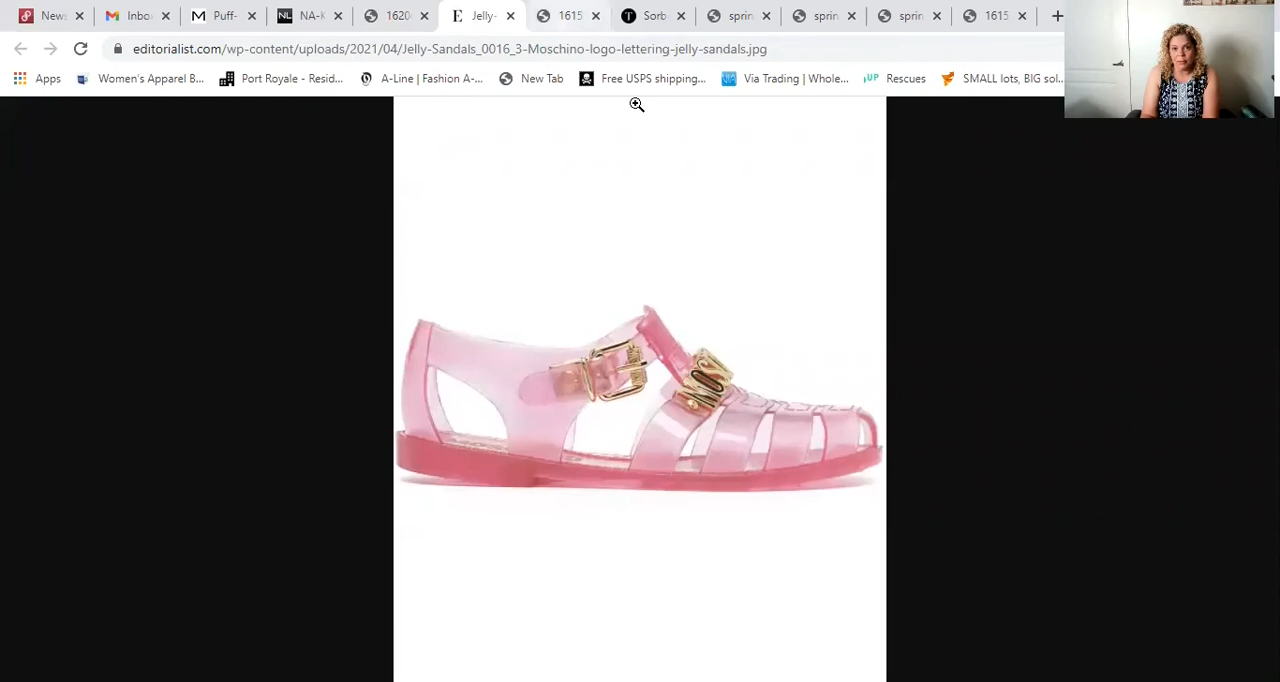 News
Inbo
Puff-
NA-K
1620
Jelly-
1615
Sorb
sprin
sprin
sprin
1615
editorialist.com/wp-content/uploads/2021/04/Jelly-Sandals_0016_3-Moschino-logo-lettering-jelly-sandals.jpg
Apps
Women's Apparel B...
Port Royale - Resid...
A-Line | Fashion A-...
New Tab
Free USPS shipping...
Via Trading | Whole...
Rescues
SMALL lots, BIG sol...
MOSC